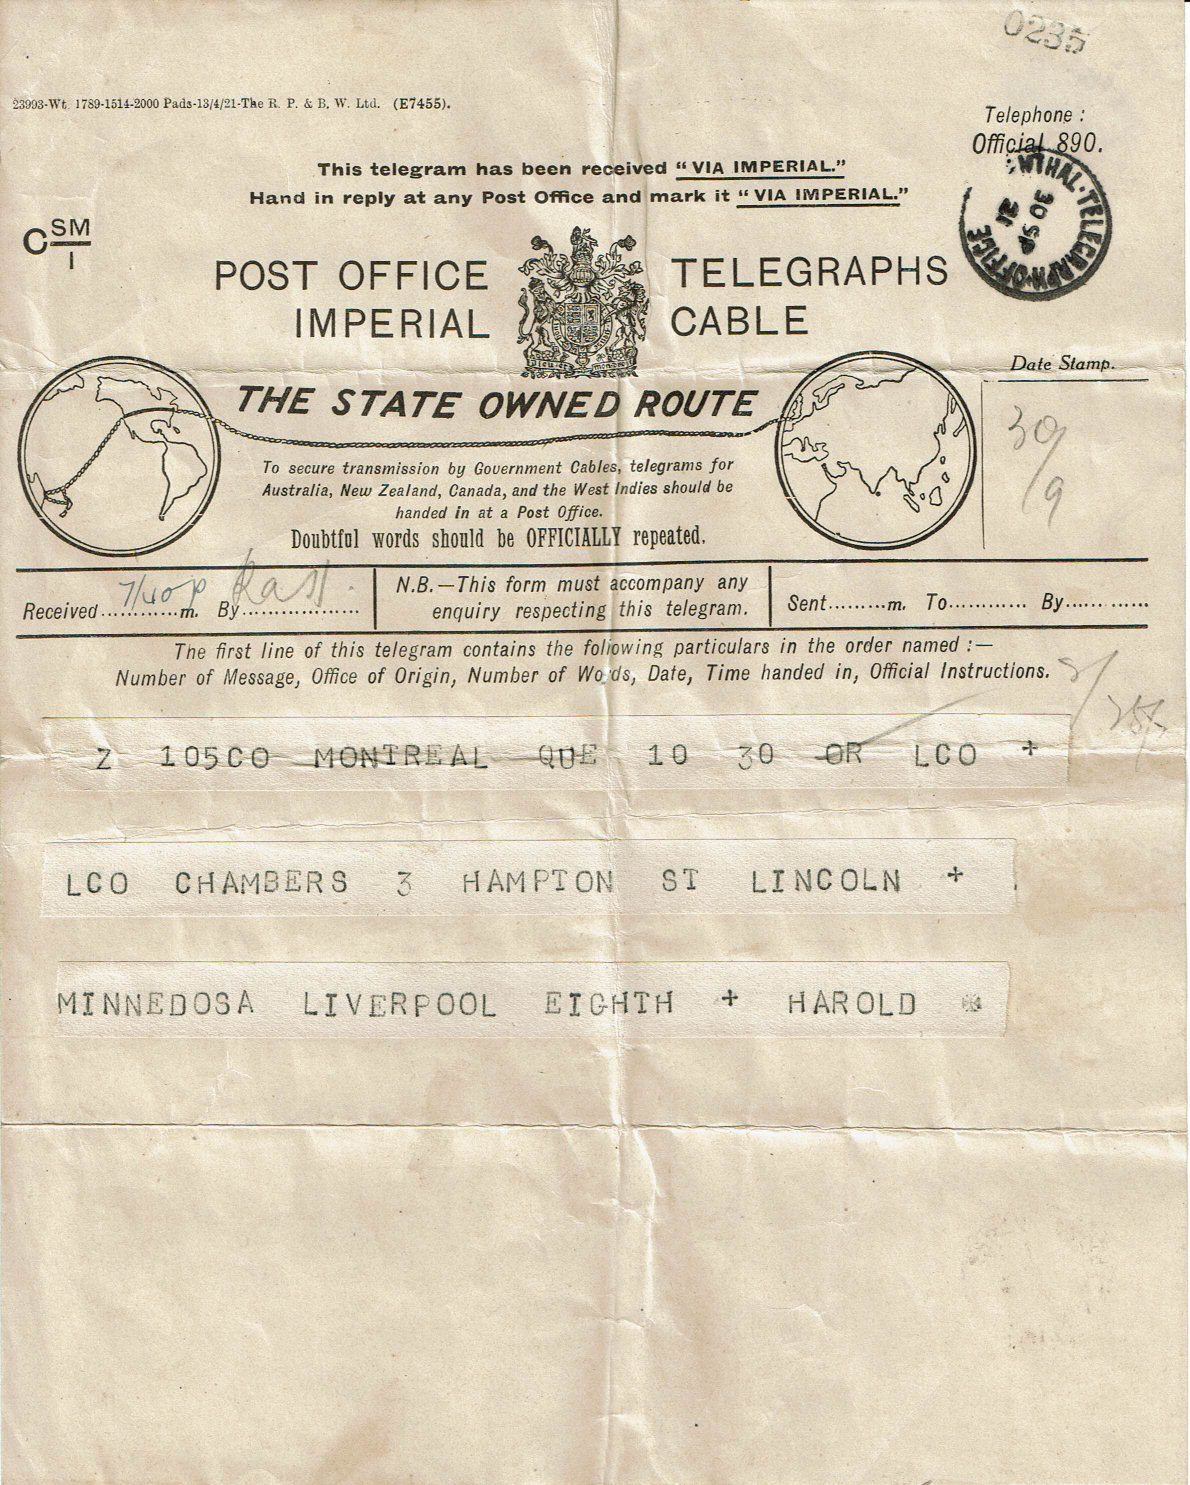 0235
23993-Wt. 1789-1514-2000 Pads-13/4/21-The R. P. & B. W. Ltd. (E7455).
Telephone :
Official 890.
This telegram has been received “VIA IMPERIAL.”
Hand in reply at any Post Office and mark it “VIA IMPERIAL.”
C SM/I
TELEGRAPH·OFFICE
30 SP
21
POST OFFICE TELEGRAPHS
IMPERIAL CABLE
Date Stamp.
THE STATE OWNED ROUTE
30/9
To secure transmission by Government Cables, telegrams for
Australia, New Zealand, Canada, and the West Indies should be
handed in at a Post Office.
Doubtful words should be OFFICIALLY repeated.
Received 7/40 p m. By
N.B.—This form must accompany any
enquiry respecting this telegram.
Sent.........m. To............ By.............
The first line of this telegram contains the following particulars in the order named :—
Number of Message, Office of Origin, Number of Words, Date, Time handed in, Official Instructions.
Z 105CO MONTREAL QUE 10 30 OR LCO +
LCO CHAMBERS 3 HAMPTON ST LINCOLN +
MINNEDOSA LIVERPOOL EIGHTH + HAROLD